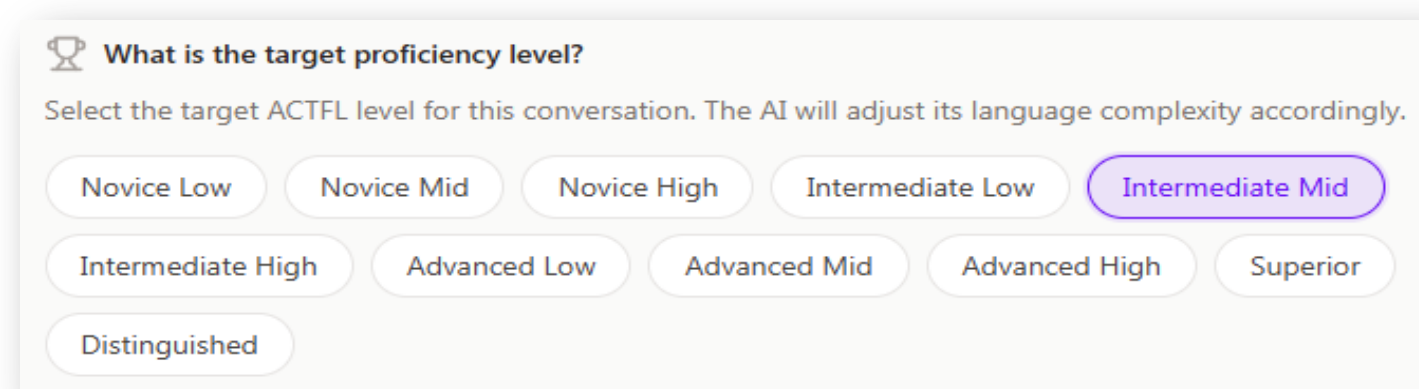 What is the target proficiency level?
Select the target ACTFL level for this conversation. The AI will adjust its language complexity accordingly.
Novice Low Novice Mid Novice High Intermediate Low Intermediate Mid
Intermediate High Advanced Low Advanced Mid Advanced High Superior
Distinguished